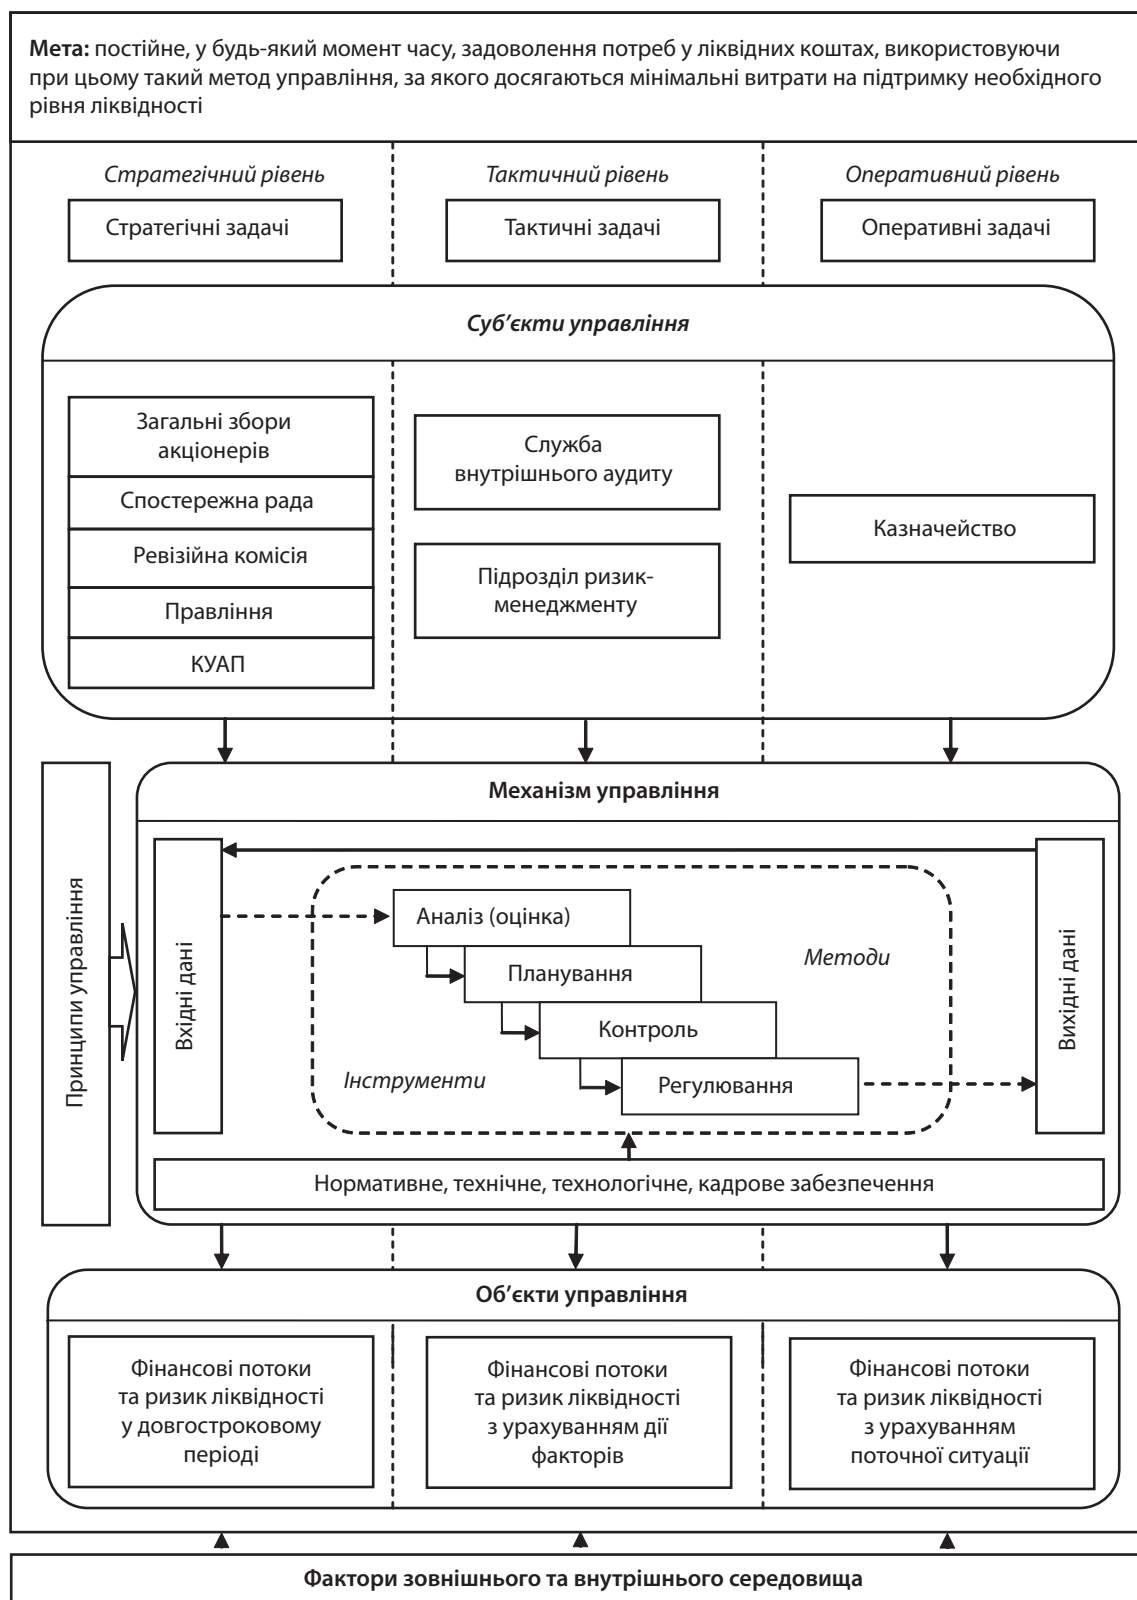 Мета: постійне, у будь-який момент часу, задоволення потреб у ліквідних коштах, використовуючи
при цьому такий метод управління, за якого досягаються мінімальні витрати на підтримку необхідного
рівня ліквідності
Стратегічний рівень
Тактичний рівень
Оперативний рівень
Стратегічні задачі
Тактичні задачі
Оперативні задачі
Суб’єкти управління
Загальні збори
акціонерів
Спостережна рада
Ревізійна комісія
Правління
КУАП
Служба
внутрішнього аудиту
Підрозділ ризик-
менеджменту
Казначейство
Принципи управління
Механізм управління
Вхідні дані
Аналіз (оцінка)
Планування
Методи
Контроль
Інструменти
Регулювання
Вихідні дані
Нормативне, технічне, технологічне, кадрове забезпечення
Об’єкти управління
Фінансові потоки
та ризик ліквідності
у довгостроковому
періоді
Фінансові потоки
та ризик ліквідності
з урахуванням дії
факторів
Фінансові потоки
та ризик ліквідності
з урахуванням
поточної ситуації
Фактори зовнішнього та внутрішнього середовища